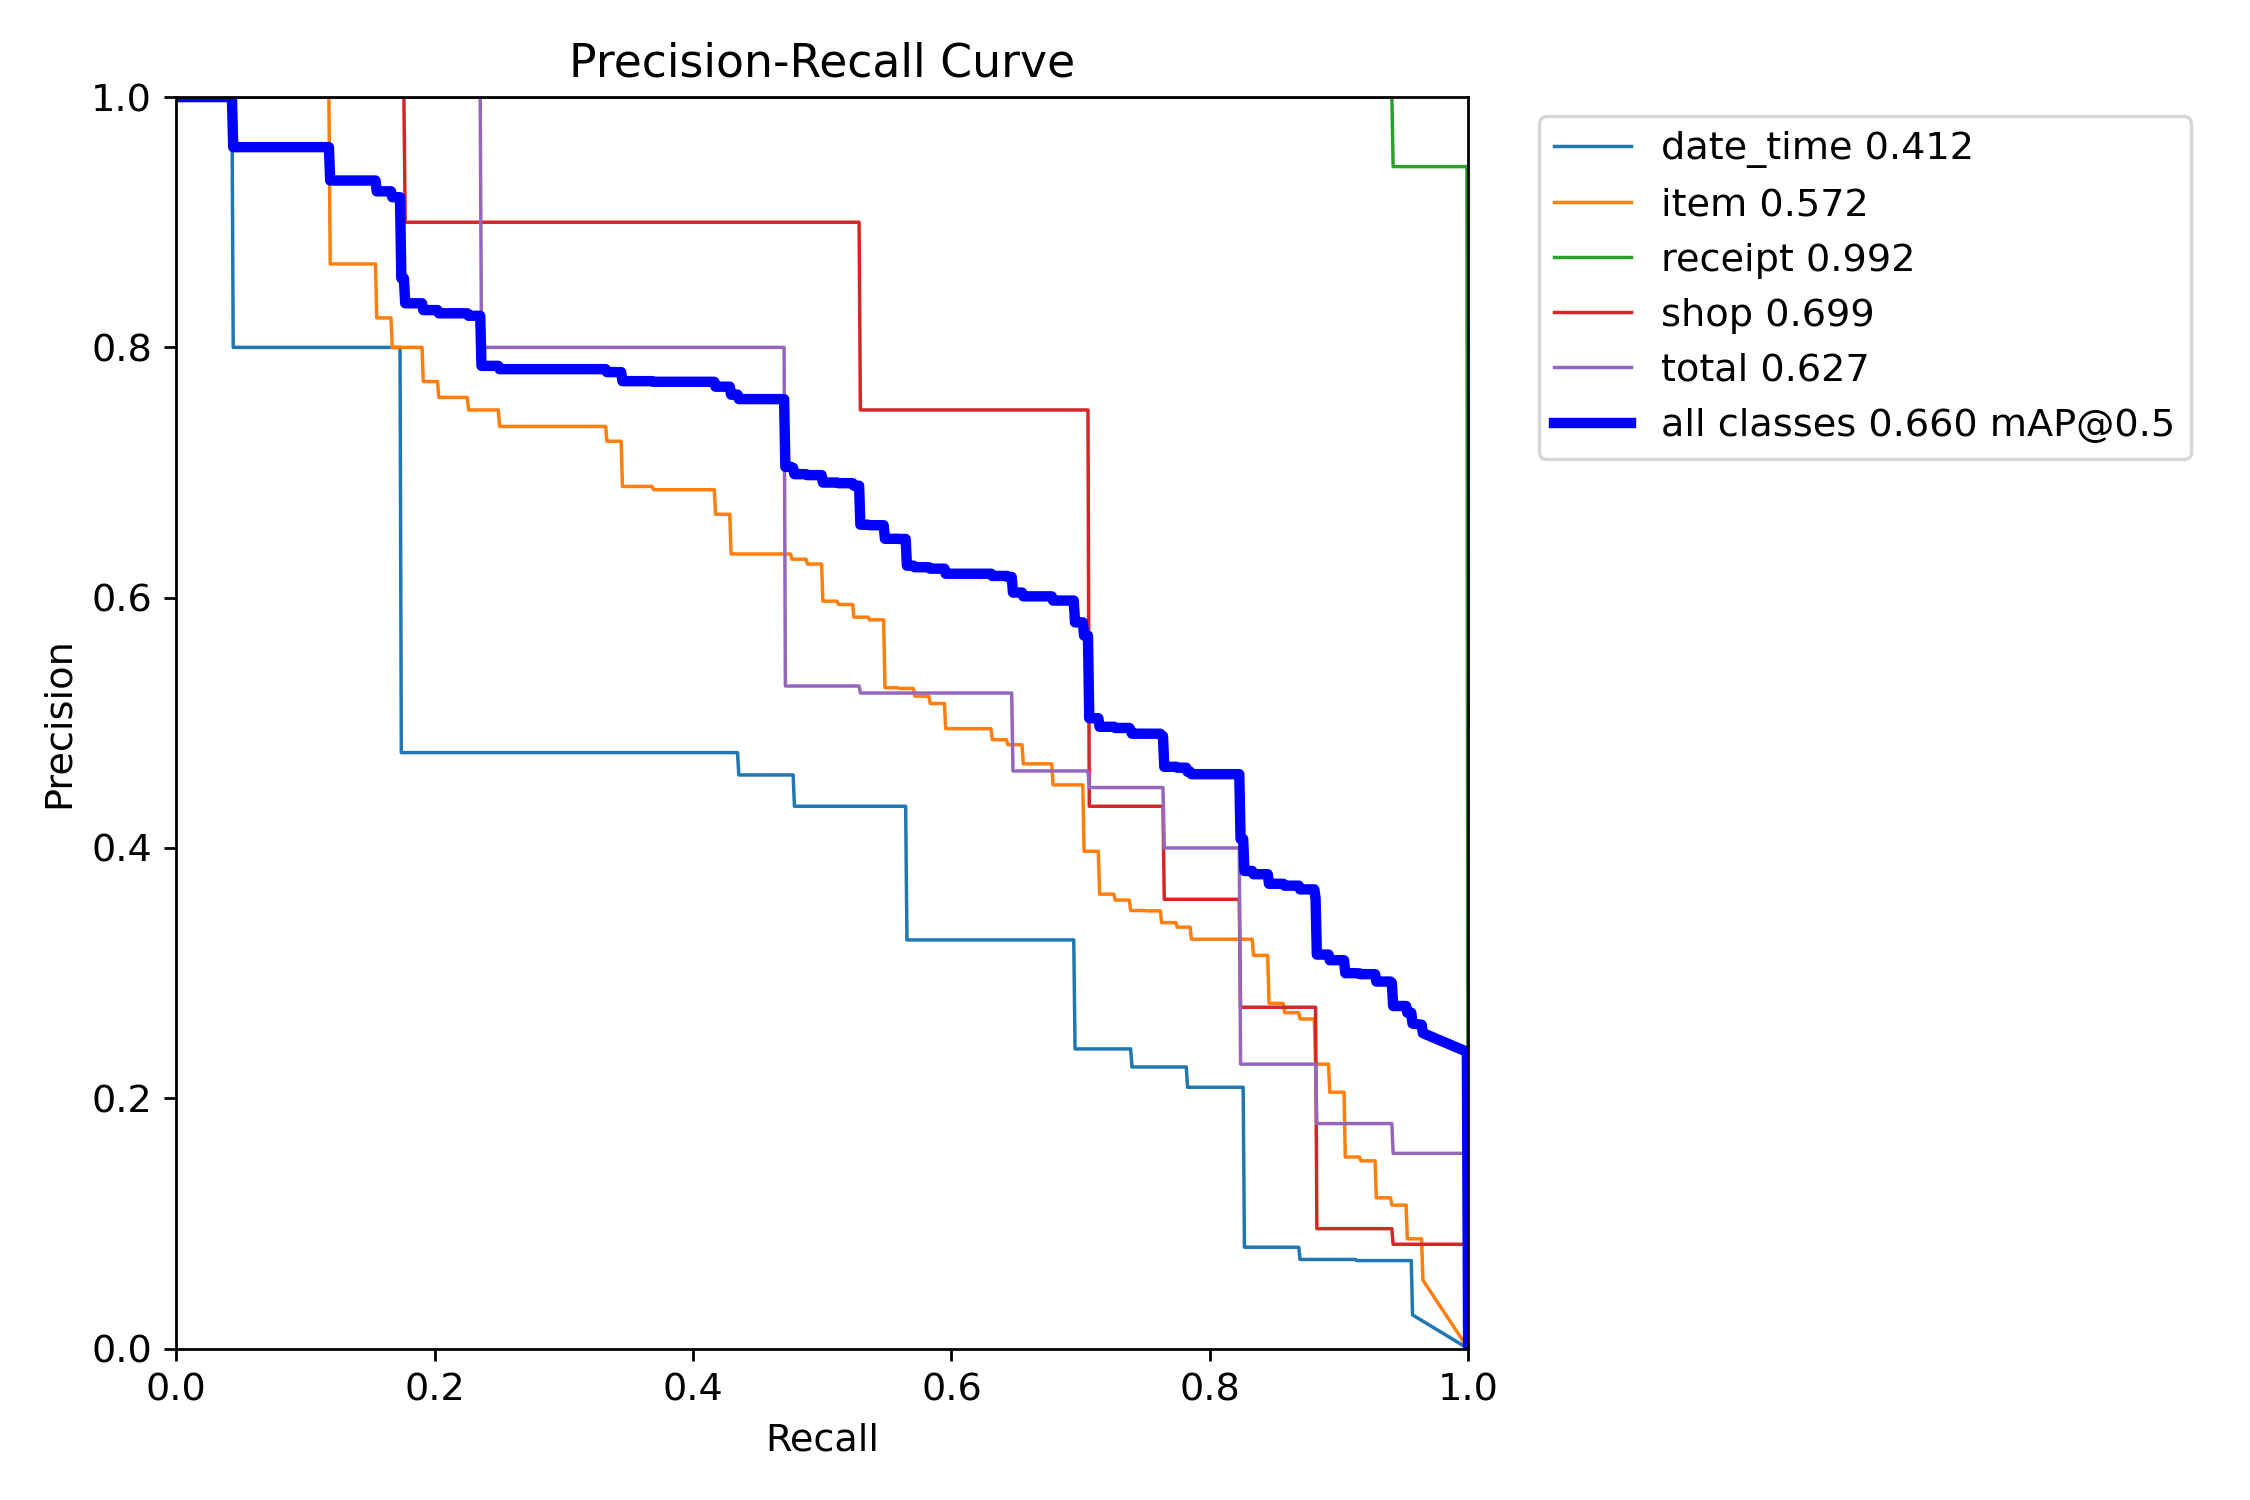 Precision-Recall Curve
1.0
0.8
0.6
0.4
0.2
0.0
Precision
0.0 0.2 0.4 0.6 0.8 1.0
Recall
date_time 0.412
item 0.572
receipt 0.992
shop 0.699
total 0.627
all classes 0.660 mAP@0.5